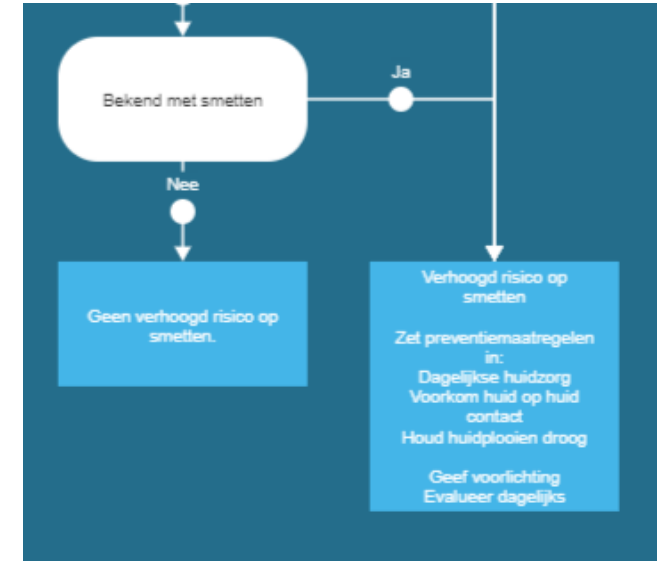 Bekend met smetten
Ja
Nee
Geen verhoogd risico op
smetten.
Verhoogd risico op
smetten
Zet preventiemaatregelen
in:
Dagelijkse huidzorg
Voorkom huid op huid
contact
Houd huidplooien droog
Geef voorlichting
Evalueer dagelijks